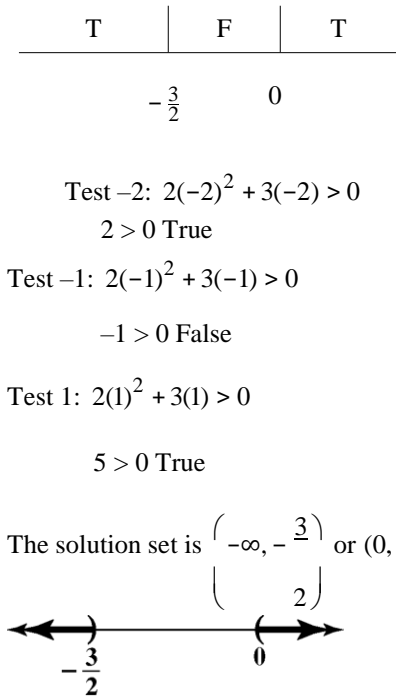 T F T
−3/2 0
Test –2: 2(−2)² + 3(−2) > 0
2 > 0 True
Test –1: 2(−1)² + 3(−1) > 0
–1 > 0 False
Test 1: 2(1)² + 3(1) > 0
5 > 0 True
The solution set is (−∞, −3/2) or (0,
−3/2 0